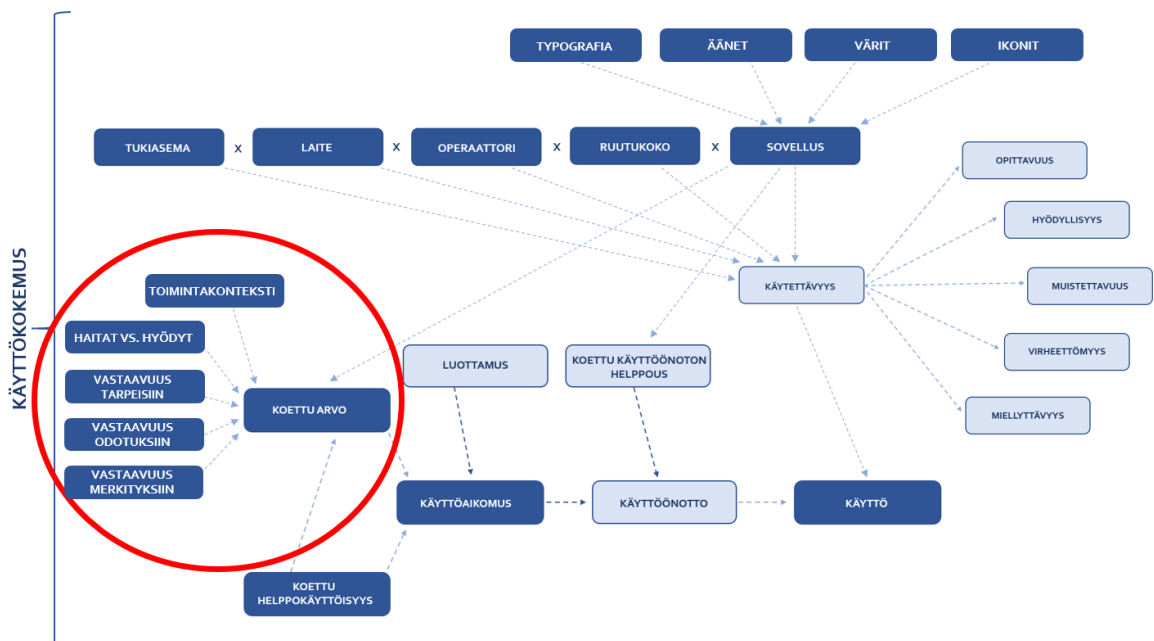 TYPOGRAFIA
ÄÄNET
VÄRIT
IKONIT
TUKIASEMA
X
LAITE
X
OPERAATTORI
X
RUUTUKOKO
X
SOVELLUS
OPITTAVUUS
HYÖDYLLISYYS
KÄYTETTÄVYYS
MUISTETTAVUUS
VIRHEETTÖMYYS
MIELLYTTÄVYYS
KÄYTTÖKOKEMUS
TOIMINTAKONTEKSTI
HAITAT VS. HYÖDYT
VASTAAVUUS
TARPEISIIN
VASTAAVUUS
ODOTUKSIIN
VASTAAVUUS
MERKITYKSIIN
KOETTU ARVO
LUOTTAMUS
KOETTU KÄYTTÖÖNOTON
HELPPOUS
KÄYTTÖAIKOMUS
KÄYTTÖÖNOTTO
KÄYTTÖ
KOETTU
HELPPOKÄYTTÖISYYS